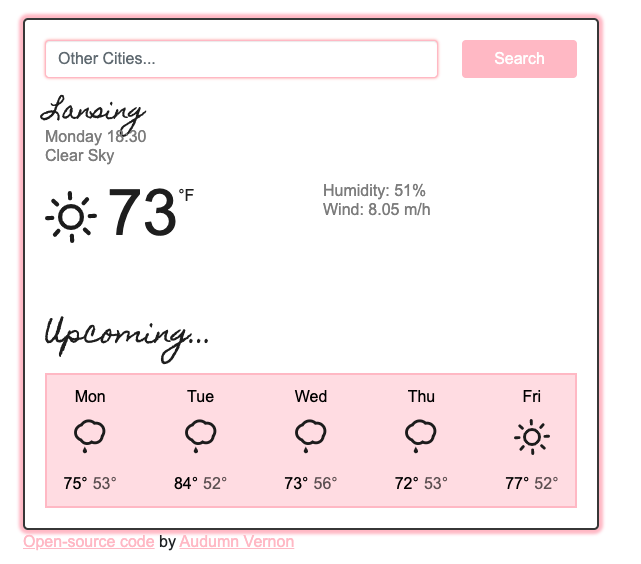 Other Cities...
Search
Lansing
Monday 18:30
Clear Sky
73 °F
Humidity: 51%
Wind: 8.05 m/h
Upcoming...
Mon Tue Wed Thu Fri
75° 53° 84° 52° 73° 56° 72° 53° 77° 52°
Open-source code by Audumn Vernon